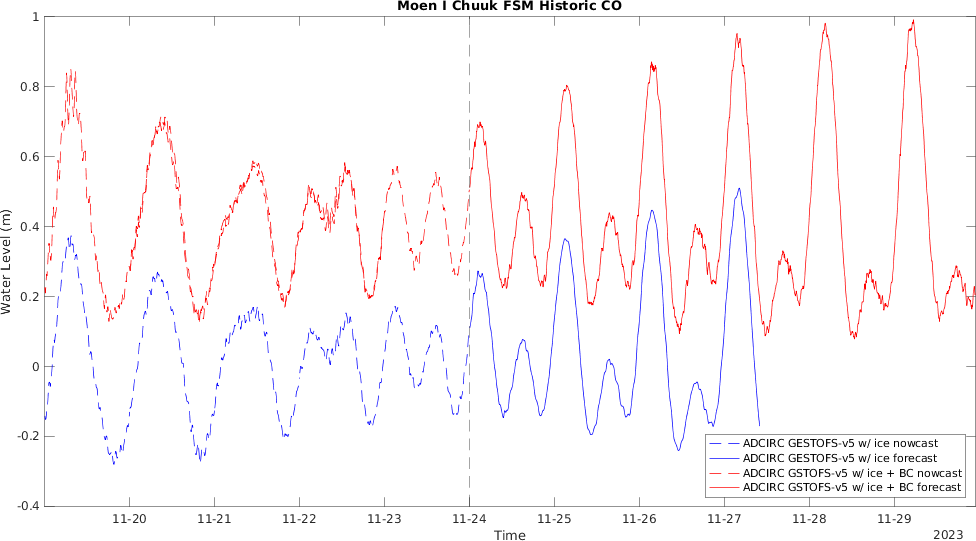 Moen I Chuuk FSM Historic CO
1
0.8
0.6
0.4
0.2
0
-0.2
-0.4
Water Level (m)
11-20
11-21
11-22
11-23
11-24
11-25
11-26
11-27
11-28
11-29
Time
2023
ADCIRC GESTOFS-v5 w/ ice nowcast
ADCIRC GESTOFS-v5 w/ ice forecast
ADCIRC GSTOFS-v5 w/ ice + BC nowcast
ADCIRC GSTOFS-v5 w/ ice + BC forecast